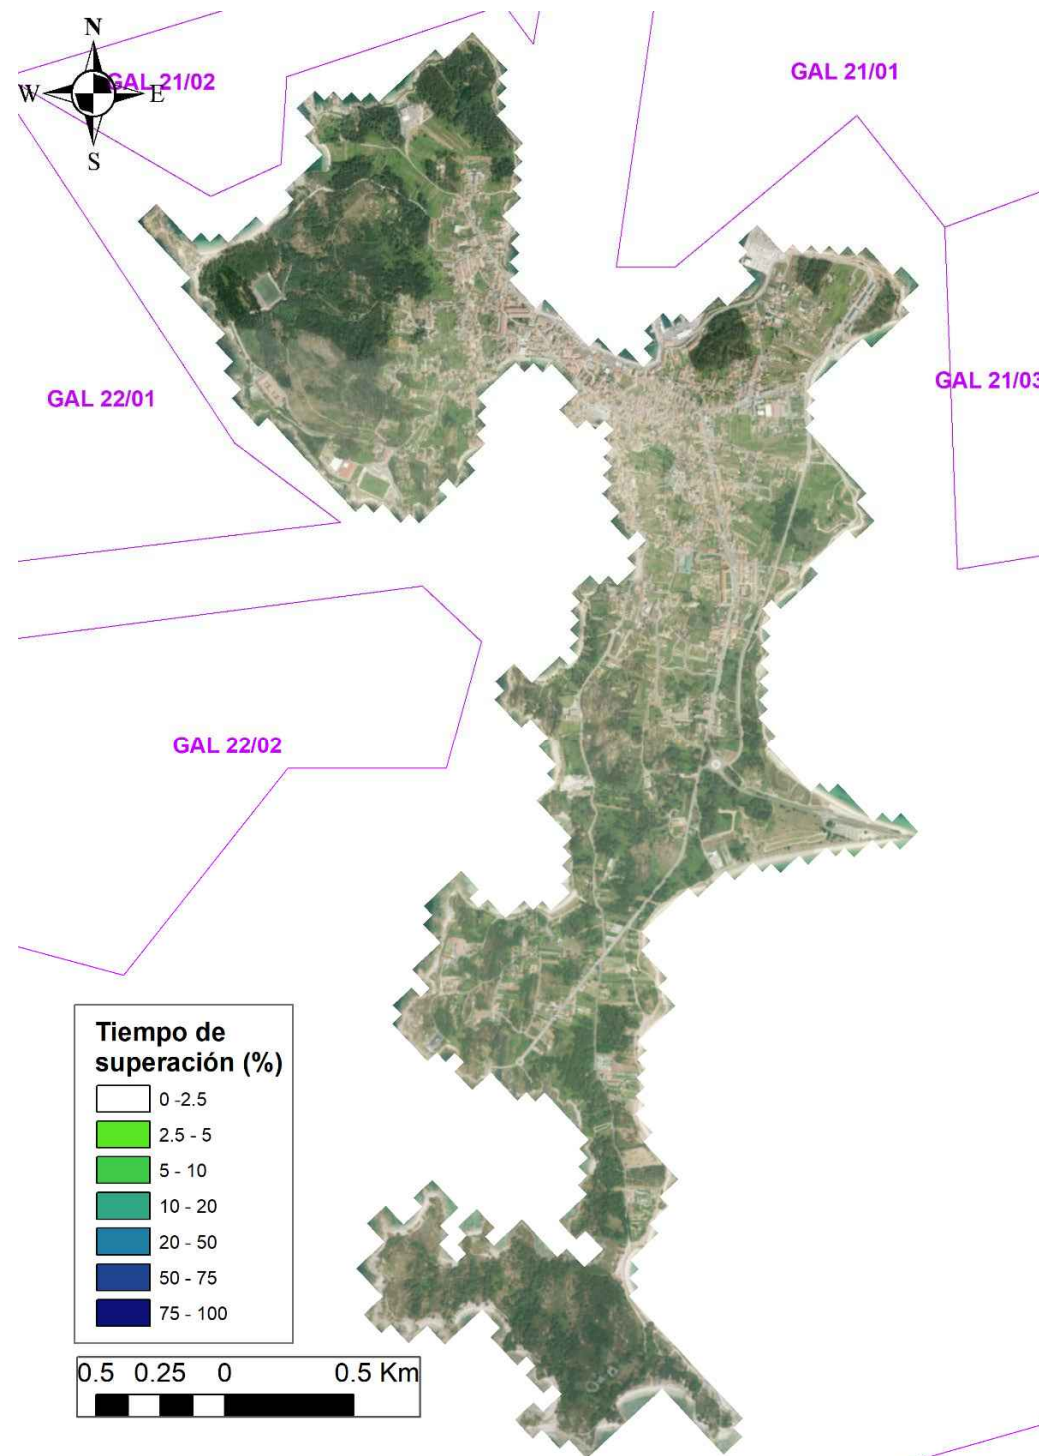 N
W
E
S
GAL 21/02
GAL 21/01
GAL 22/01
GAL 21/03
GAL 22/02
Tiempo de
superación (%)
0 -2.5
2.5 - 5
5 - 10
10 - 20
20 - 50
50 - 75
75 - 100
0.5 0.25 0 0.5 Km